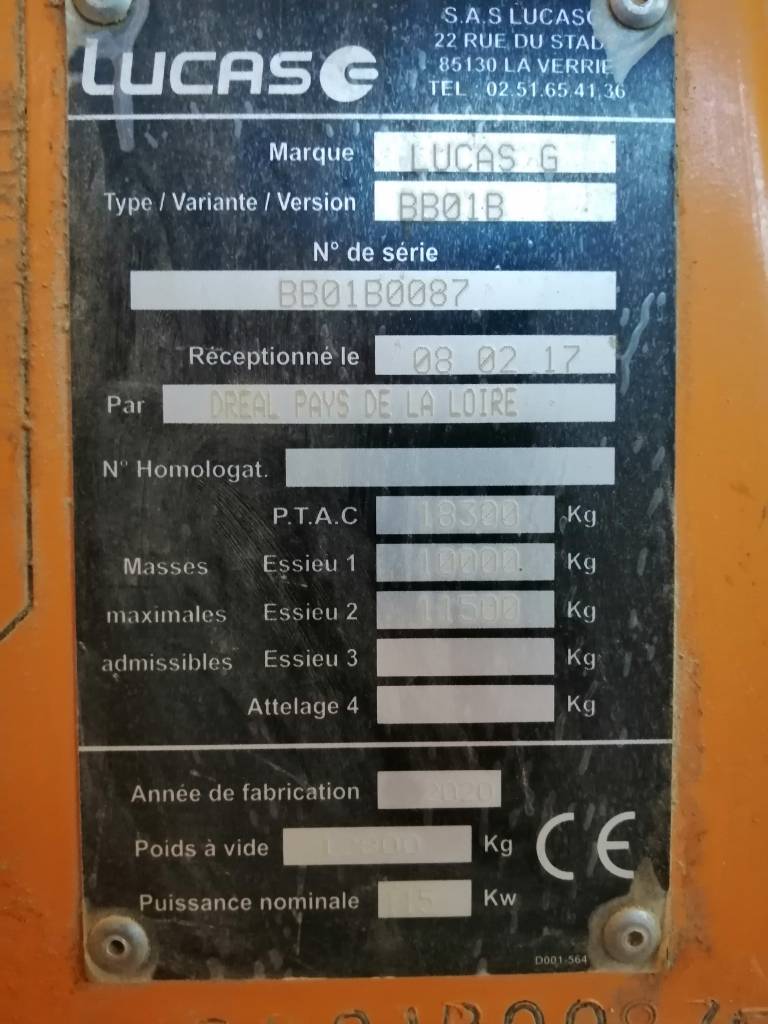 LUCAS G
S.A.S LUCAS G
22 RUE DU STAD
85130 LA VERRIE
TEL : 02.51.65.41.36
Marque LUCAS G
Type / Variante / Version BB01B
N° de série
BB01B0087
Réceptionné le 08 02 17
Par DREAL PAYS DE LA LOIRE
N° Homologat.
P.T.A.C 18300 Kg
Masses Essieu 1 10000 Kg
maximales Essieu 2 11500 Kg
admissibles Essieu 3 Kg
Attelage 4 Kg
Année de fabrication 2020
Poids à vide Kg
Puissance nominale Kw
CE
D001-564